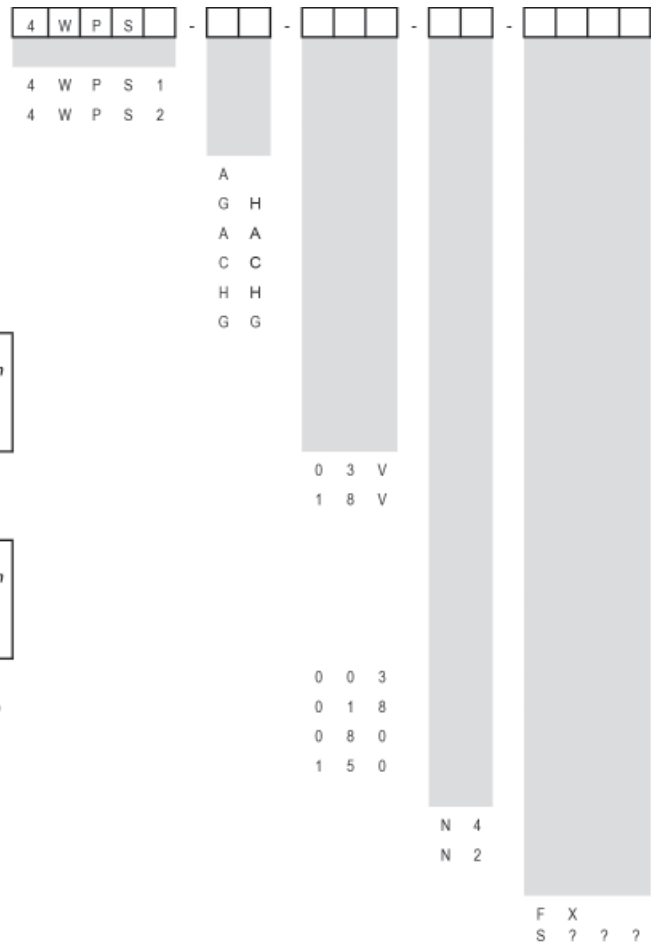 4 W P S - - - -
4 W P S 1
4 W P S 2
A
G H
A A
C C
H H
G G
0 3 V
1 8 V
0 0 3
0 1 8
0 8 0
1 5 0
N 4
N 2
F X
S ? ? ?